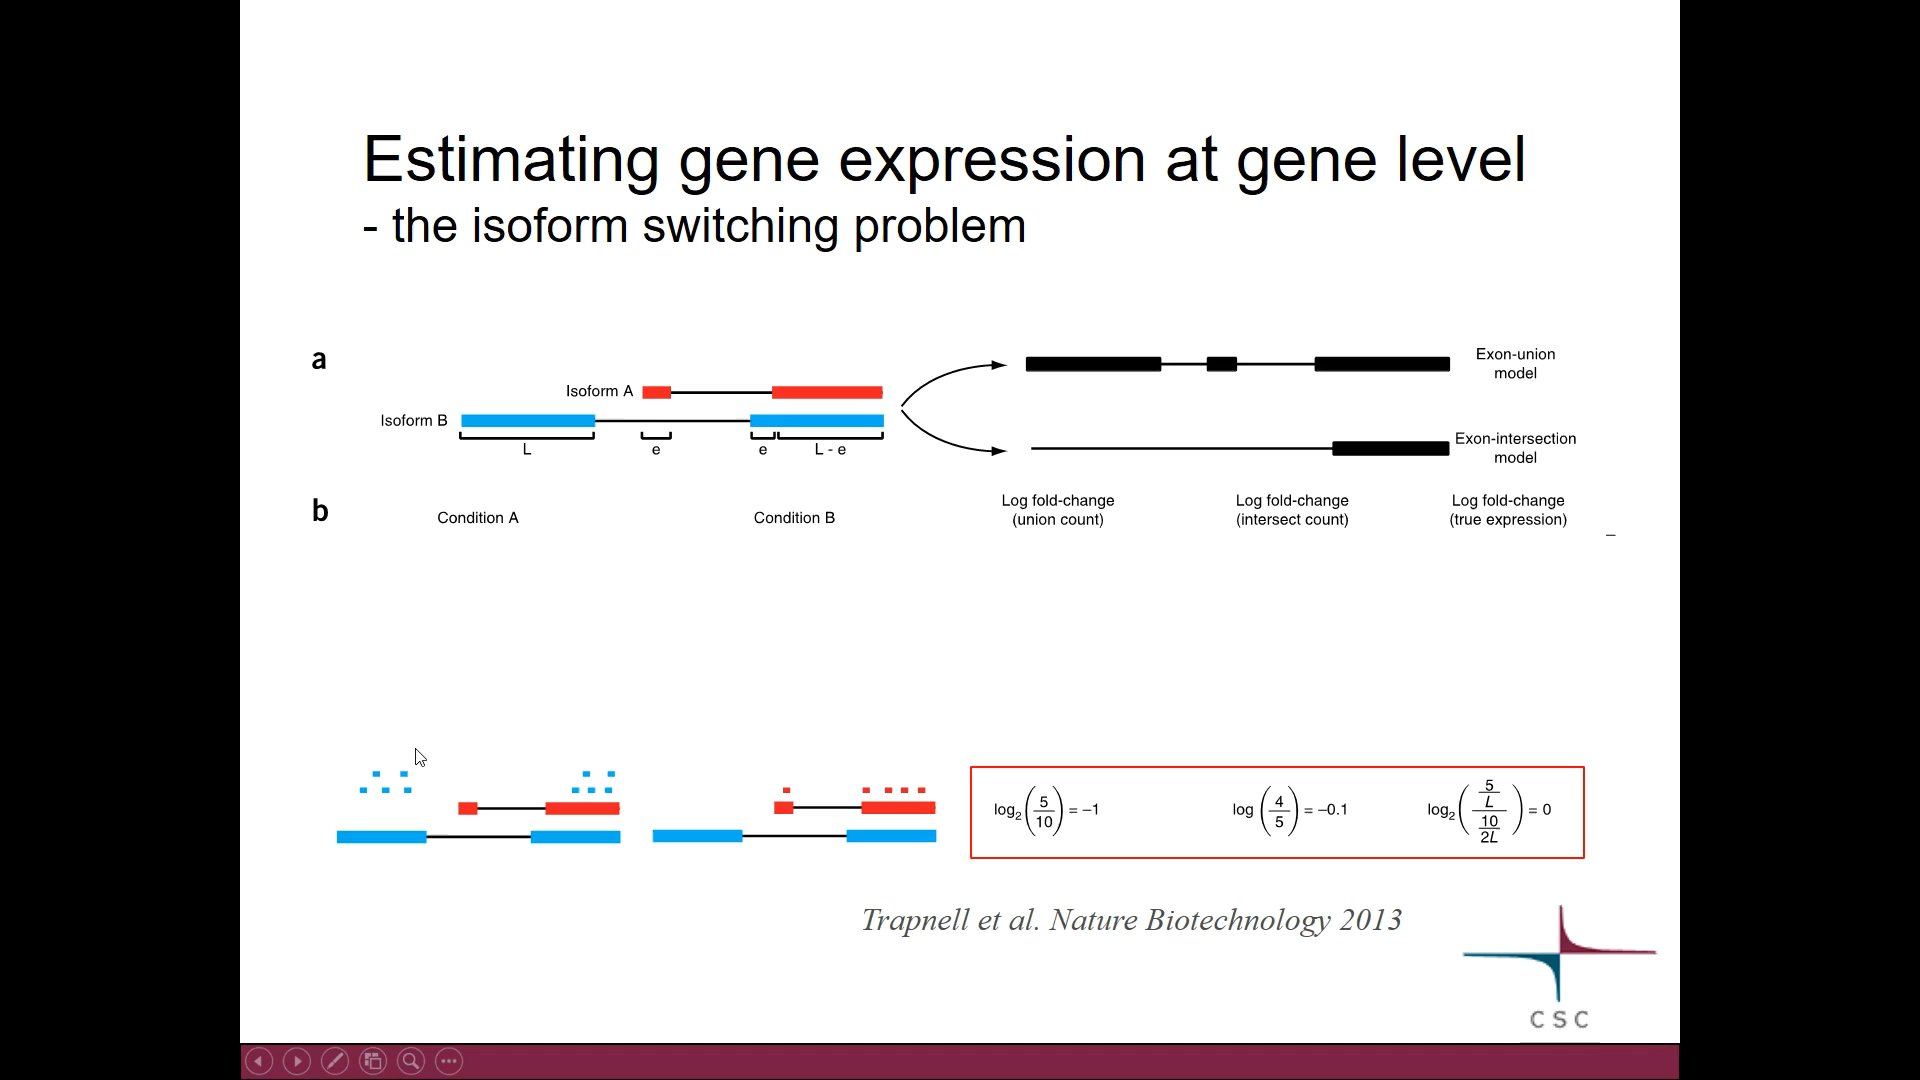 Estimating gene expression at gene level
- the isoform switching problem
a
Isoform A
Isoform B
L
e
e
L - e
Exon-union
model
Exon-intersection
model
b
Condition A
Condition B
Log fold-change
(union count)
Log fold-change
(intersect count)
Log fold-change
(true expression)
log2(5/10) = –1
log(4/5) = –0.1
log2((5/L)/(10/2L)) = 0
Trapnell et al. Nature Biotechnology 2013
CSC